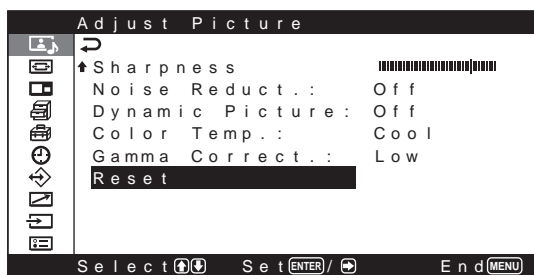 Adjust Picture
Sharpness
Noise Reduct.: Off
Dynamic Picture: Off
Color Temp.: Cool
Gamma Correct.: Low
Reset
Select Set ENTER / End MENU